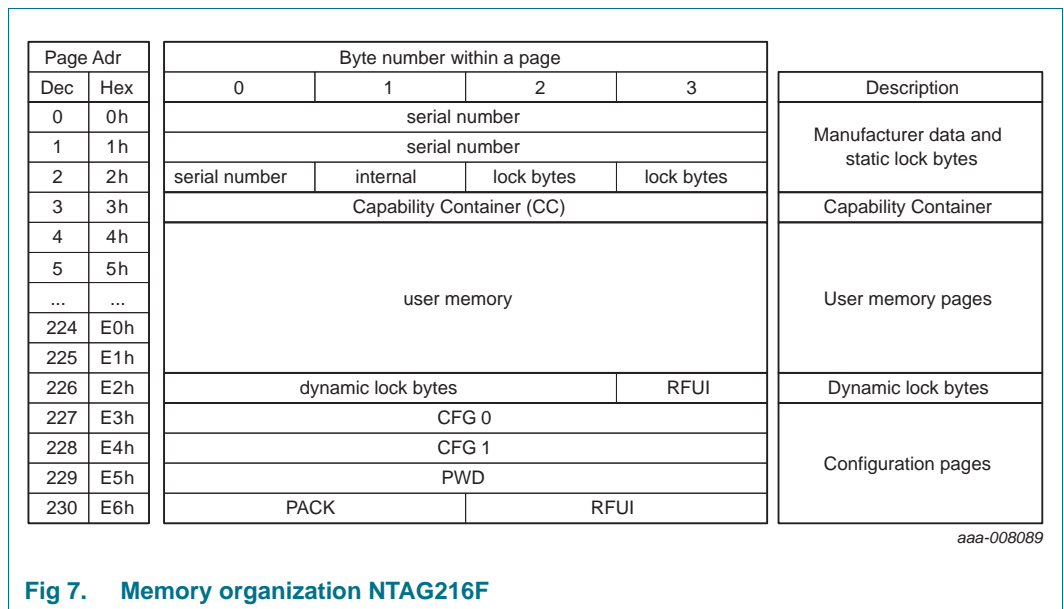 Page Adr Byte number within a page
Dec Hex 0 1 2 3 Description
0 0h serial number
1 1h serial number
Manufacturer data and
static lock bytes
2 2h serial number internal lock bytes lock bytes
3 3h Capability Container (CC) Capability Container
4 4h
5 5h
... ... user memory User memory pages
224 E0h
225 E1h
226 E2h dynamic lock bytes RFUI Dynamic lock bytes
227 E3h CFG 0
228 E4h CFG 1
Configuration pages
229 E5h PWD
230 E6h PACK RFUI
aaa-008089
Fig 7. Memory organization NTAG216F